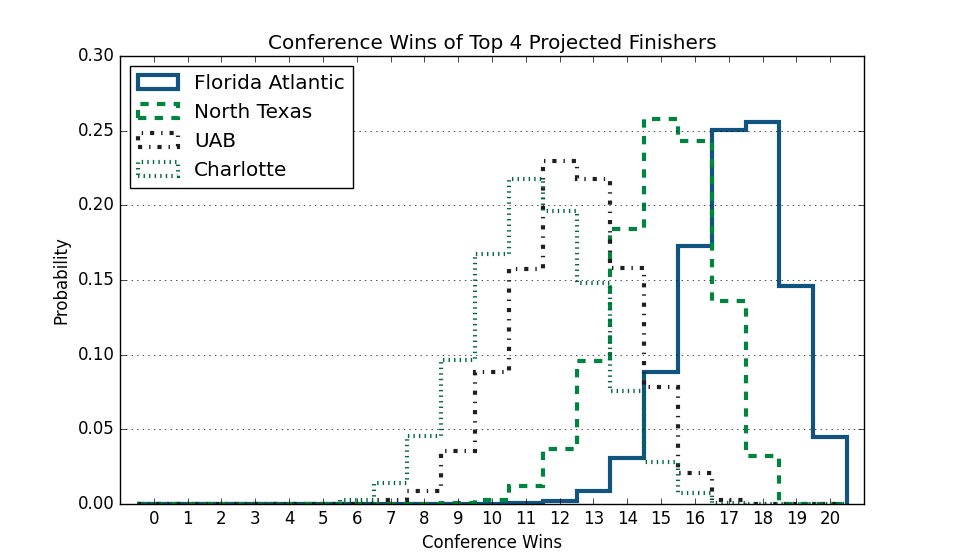 Conference Wins of Top 4 Projected Finishers
0.30
Florida Atlantic
North Texas
UAB
Charlotte
0.25
0.20
0.15
0.10
0.05
0.00
Probability
0 1 2 3 4 5 6 7 8 9 10 11 12 13 14 15 16 17 18 19 20
Conference Wins